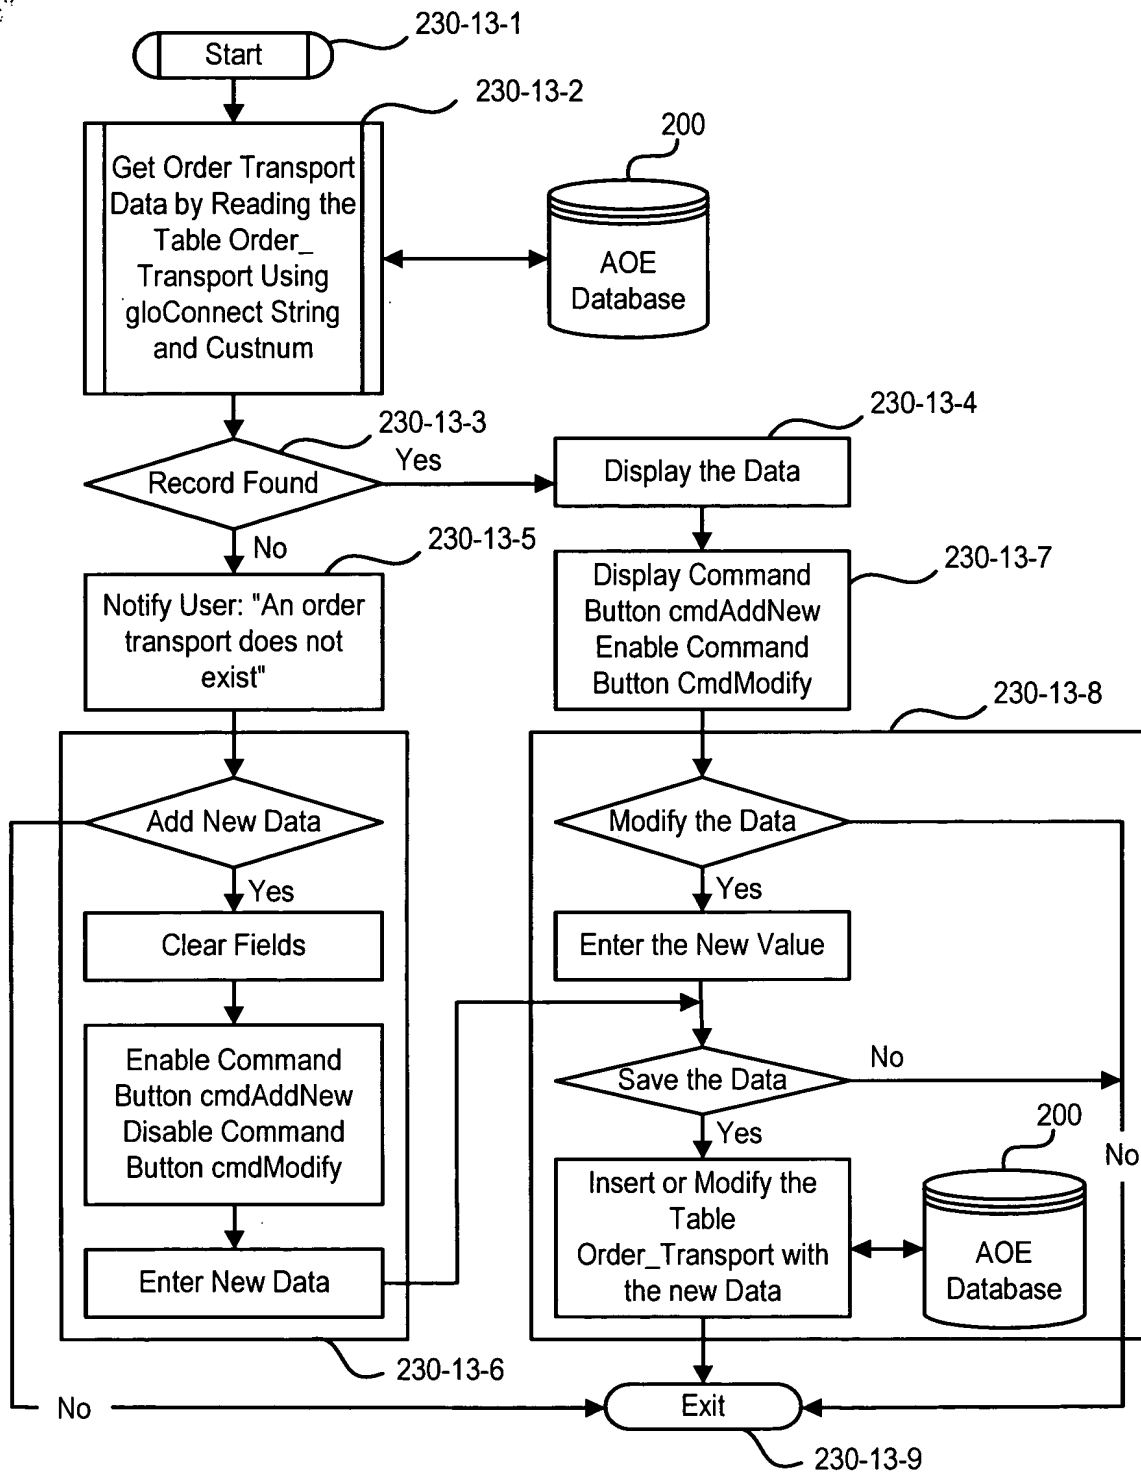 230-13-1
Start
230-13-2
200
Get Order Transport
Data by Reading the
Table Order_
Transport Using
gloConnect String
and Custnum
AOE
Database
230-13-3
230-13-4
Yes
Record Found
Display the Data
No
230-13-5
230-13-7
Notify User: "An order
transport does not
exist"
Display Command
Button cmdAddNew
Enable Command
Button CmdModify
230-13-8
Add New Data
Modify the Data
Yes
Yes
Clear Fields
Enter the New Value
Enable Command
Button cmdAddNew
Disable Command
Button cmdModify
No
Save the Data
Yes
200
No
Insert or Modify the
Table
Order_Transport with
the new Data
AOE
Database
Enter New Data
230-13-6
No
Exit
230-13-9